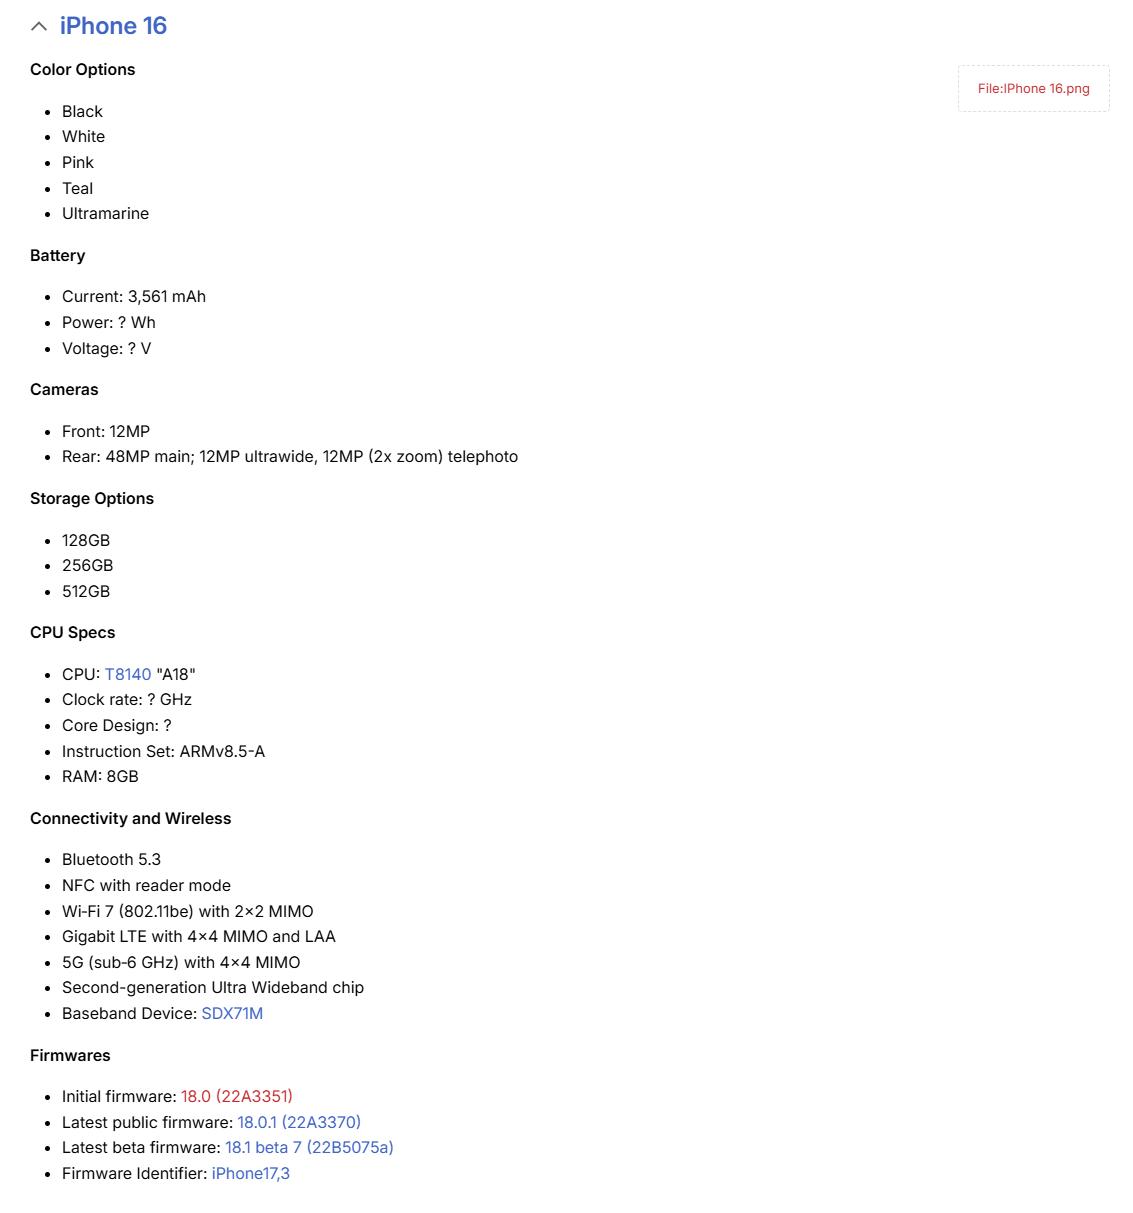 iPhone 16
Color Options
File:IPhone 16.png
Black
White
Pink
Teal
Ultramarine
Battery
Current: 3,561 mAh
Power: ? Wh
Voltage: ? V
Cameras
Front: 12MP
Rear: 48MP main; 12MP ultrawide, 12MP (2x zoom) telephoto
Storage Options
128GB
256GB
512GB
CPU Specs
CPU: T8140 "A18"
Clock rate: ? GHz
Core Design: ?
Instruction Set: ARMv8.5-A
RAM: 8GB
Connectivity and Wireless
Bluetooth 5.3
NFC with reader mode
Wi-Fi 7 (802.11be) with 2×2 MIMO
Gigabit LTE with 4×4 MIMO and LAA
5G (sub-6 GHz) with 4×4 MIMO
Second-generation Ultra Wideband chip
Baseband Device: SDX71M
Firmwares
Initial firmware: 18.0 (22A3351)
Latest public firmware: 18.0.1 (22A3370)
Latest beta firmware: 18.1 beta 7 (22B5075a)
Firmware Identifier: iPhone17,3